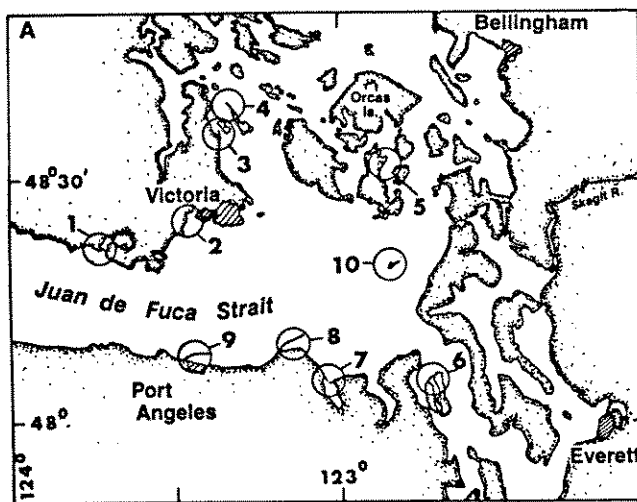 A
Bellingham
Orcas
Is.
4
3
48°30'
Victoria
5
Skagit R.
1
2
10
Juan de Fuca Strait
9
8
7
6
Port
Angeles
48°
Everett
124°
123°